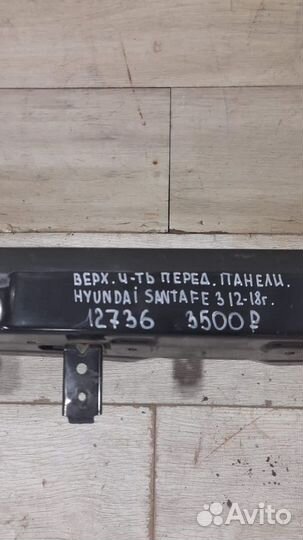 ВЕРХ. Ч-ТЬ ПЕРЕД. ПАНЕЛИ.
HYUNDAI SANTAFE 3 12-18г.
12736 3500₽
Avito